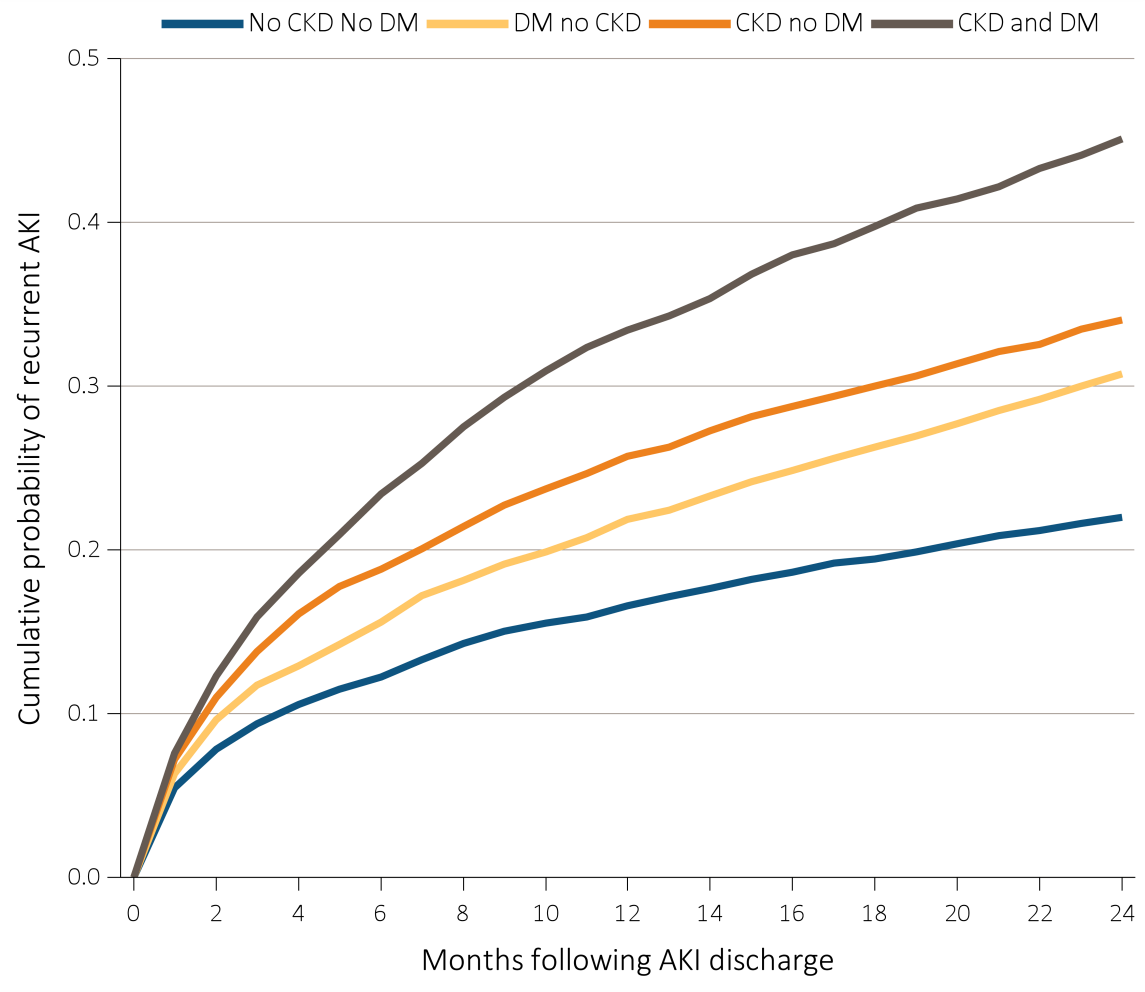 No CKD No DM DM no CKD CKD no DM CKD and DM
0.5
0.4
0.3
0.2
0.1
0.0
Cumulative probability of recurrent AKI
0 2 4 6 8 10 12 14 16 18 20 22 24
Months following AKI discharge